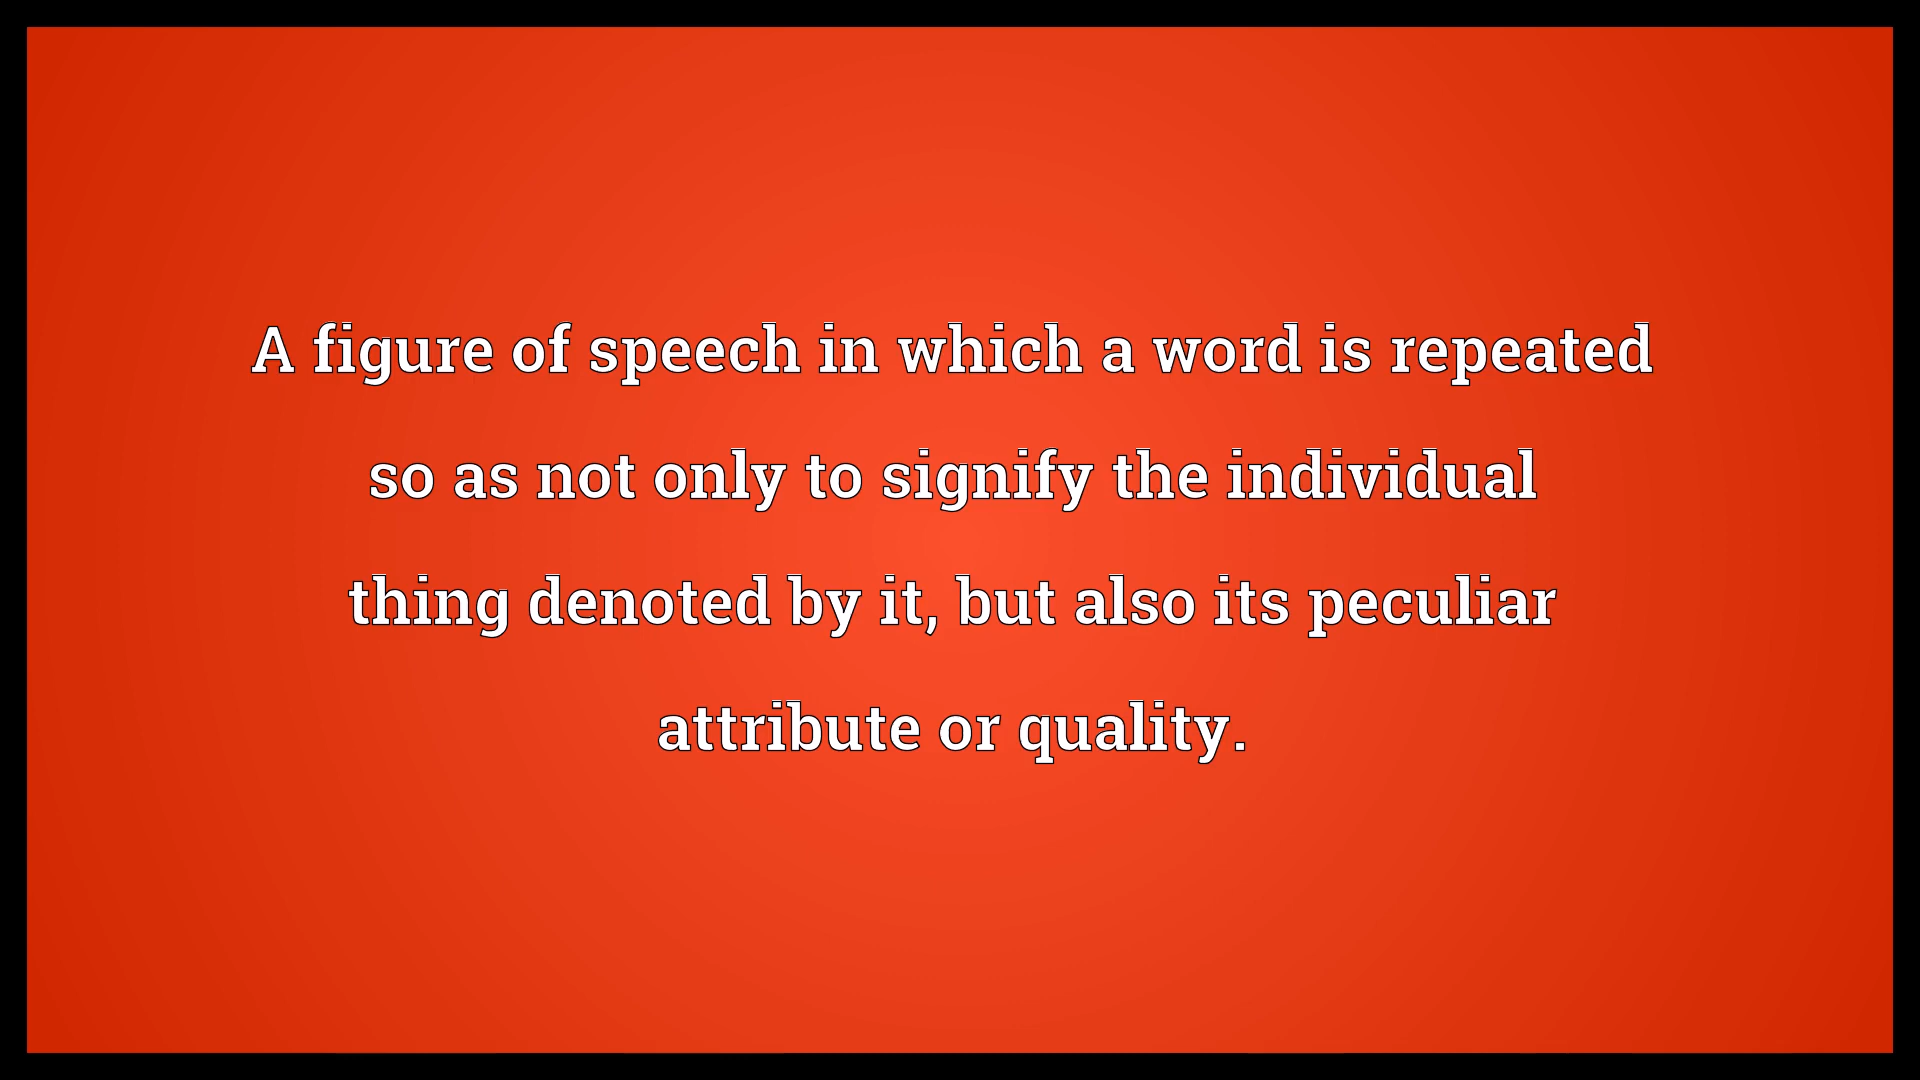 A figure of speech in which a word is repeated
so as not only to signify the individual
thing denoted by it, but also its peculiar
attribute or quality.